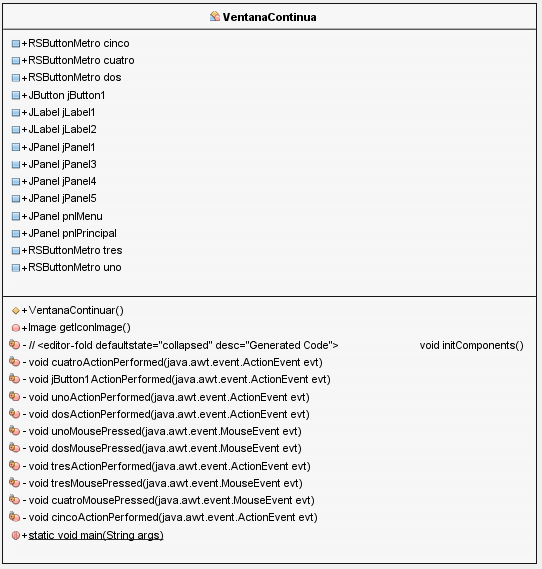 VentanaContinua
+RSButtonMetro cinco
+RSButtonMetro cuatro
+RSButtonMetro dos
+JButton jButton1
+JLabel jLabel1
+JLabel jLabel2
+JPanel jPanel1
+JPanel jPanel3
+JPanel jPanel4
+JPanel jPanel5
+JPanel pnlMenu
+JPanel pnlPrincipal
+RSButtonMetro tres
+RSButtonMetro uno
+VentanaContinuar()
+Image getIconImage()
- // <editor-fold defaultstate="collapsed" desc="Generated Code"> void initComponents()
- void cuatroActionPerformed(java.awt.event.ActionEvent evt)
- void jButton1ActionPerformed(java.awt.event.ActionEvent evt)
- void unoActionPerformed(java.awt.event.ActionEvent evt)
- void dosActionPerformed(java.awt.event.ActionEvent evt)
- void unoMousePressed(java.awt.event.MouseEvent evt)
- void dosMousePressed(java.awt.event.MouseEvent evt)
- void tresActionPerformed(java.awt.event.ActionEvent evt)
- void tresMousePressed(java.awt.event.MouseEvent evt)
- void cuatroMousePressed(java.awt.event.MouseEvent evt)
- void cincoActionPerformed(java.awt.event.ActionEvent evt)
+static void main(String args)